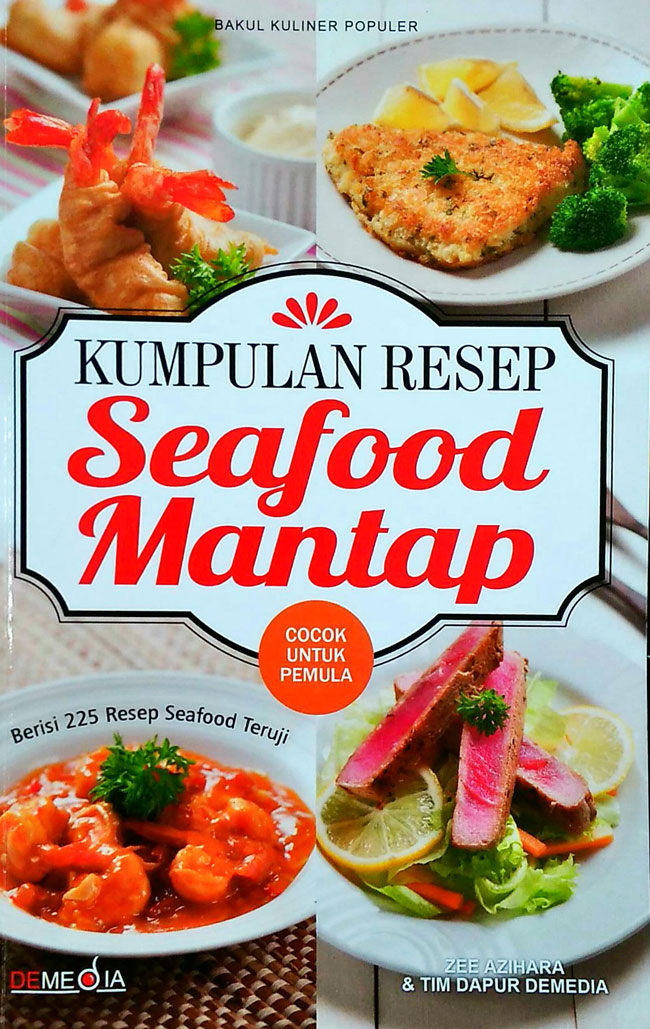 BAKUL KULINER POPULER
KUMPULAN RESEP
Seafood
Mantap
COCOK
UNTUK
PEMULA
Berisi 225 Resep Seafood Teruji
DEMEDIA
ZEE AZIHARA
& TIM DAPUR DEMEDIA